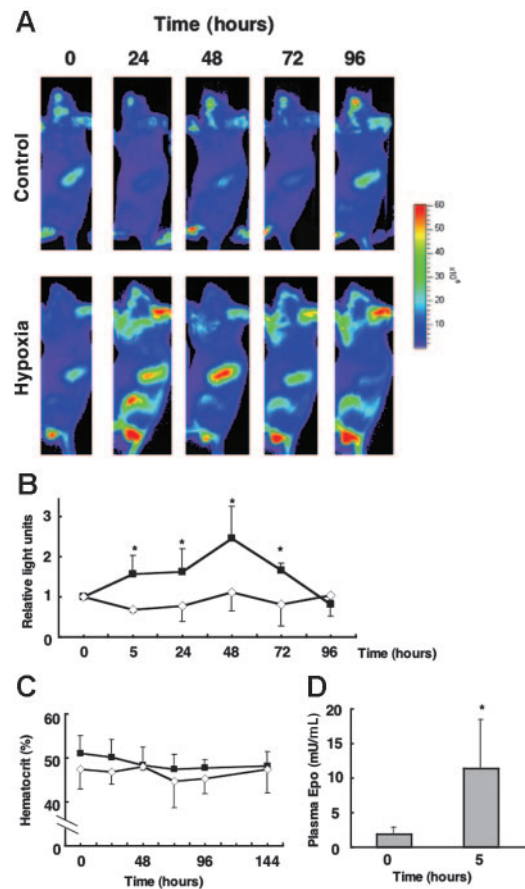 A
Time (hours)
0 24 48 72 96
Control
Hypoxia
60
50
40
30
20
10
x10⁶
B
Relative light units
3
2
1
0
*
*
*
*
0 5 24 48 72 96 Time (hours)
C
Hematocrit (%)
60
50
40
0
0 48 96 144
Time (hours)
D
Plasma Epo (mU/mL)
20
15
10
5
0
*
0 5
Time (hours)